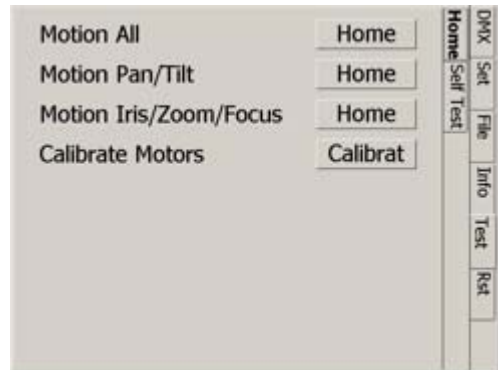 Motion All Home
Motion Pan/Tilt Home
Motion Iris/Zoom/Focus Home
Calibrate Motors Calibrat
Home Self Test
DMX Set File Info Test Rst